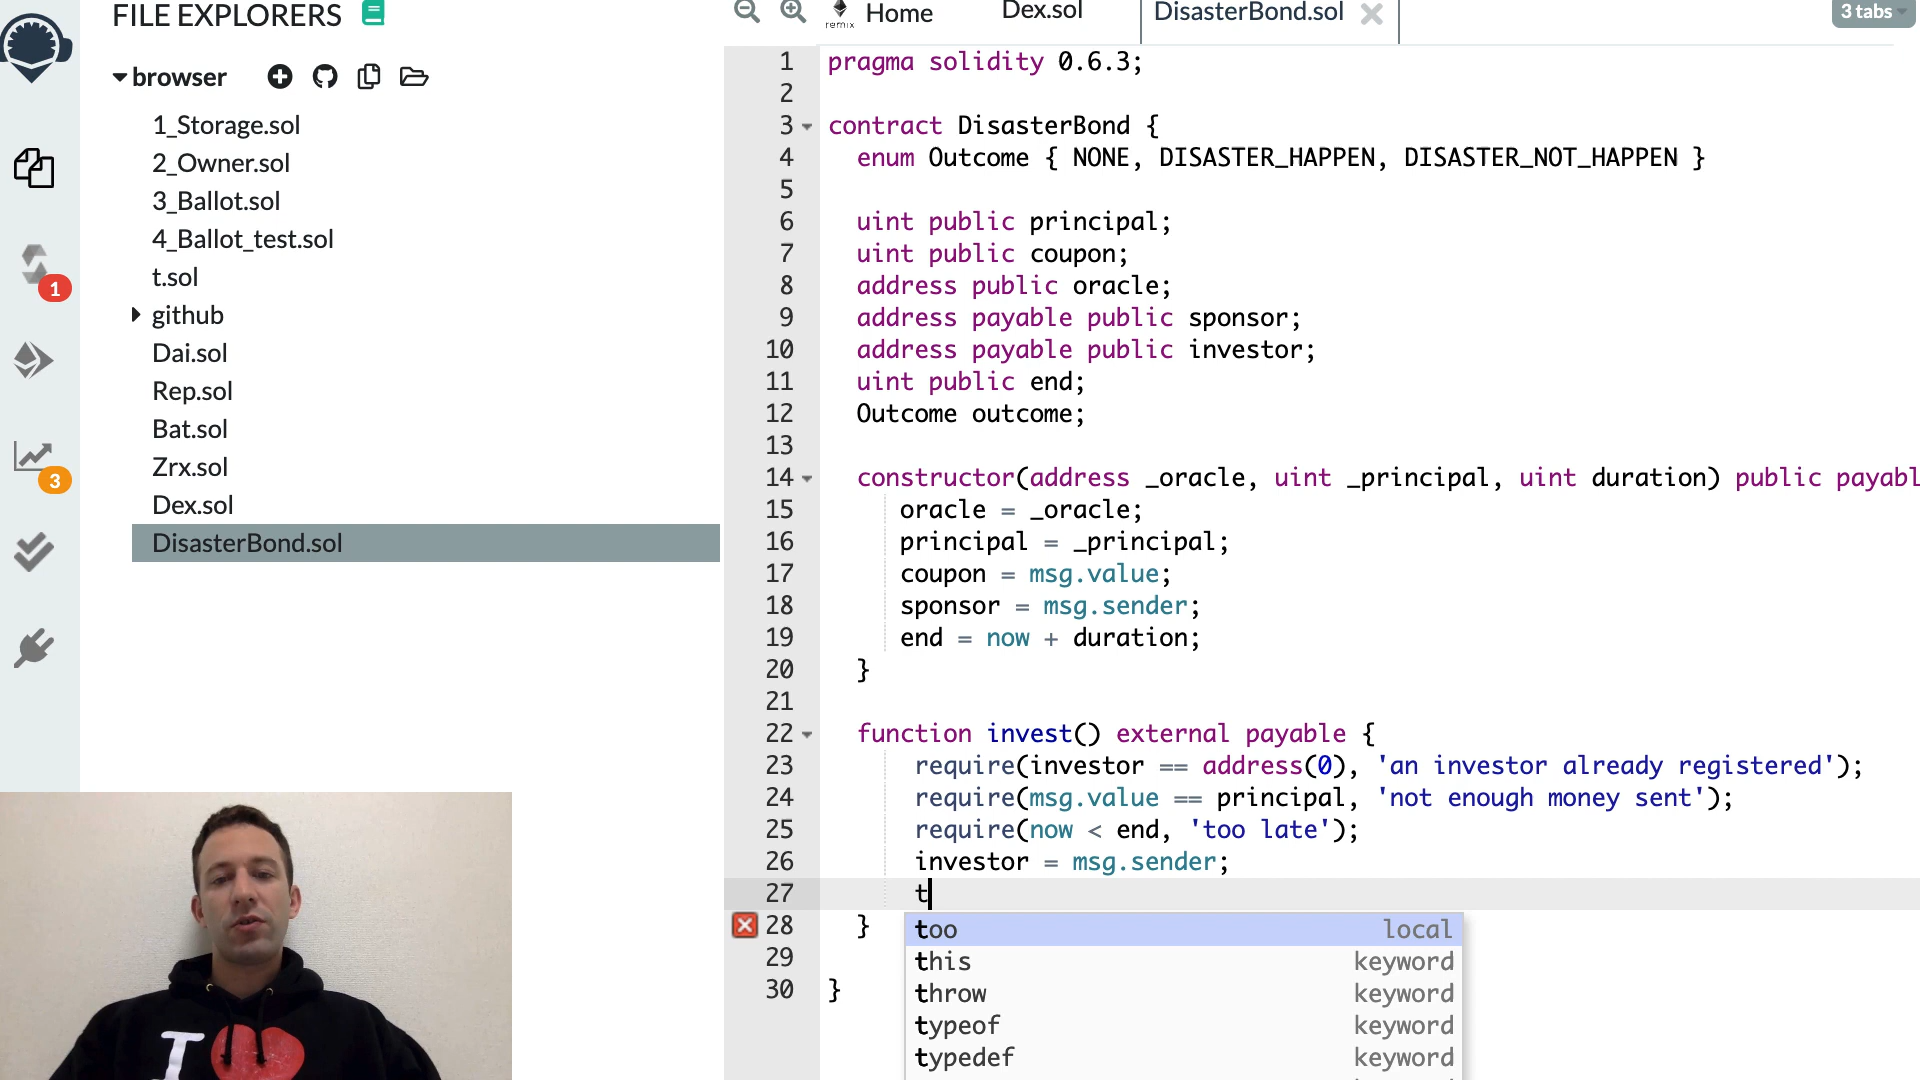 FILE EXPLORERS
remix
Home
Dex.sol
DisasterBond.sol
3 tabs
browser
1_Storage.sol
2_Owner.sol
3_Ballot.sol
4_Ballot_test.sol
t.sol
github
Dai.sol
Rep.sol
Bat.sol
Zrx.sol
Dex.sol
DisasterBond.sol
1
3
1 pragma solidity 0.6.3;
2
3 contract DisasterBond {
4 enum Outcome { NONE, DISASTER_HAPPEN, DISASTER_NOT_HAPPEN }
5
6 uint public principal;
7 uint public coupon;
8 address public oracle;
9 address payable public sponsor;
10 address payable public investor;
11 uint public end;
12 Outcome outcome;
13
14 constructor(address _oracle, uint _principal, uint duration) public payabl
15 oracle = _oracle;
16 principal = _principal;
17 coupon = msg.value;
18 sponsor = msg.sender;
19 end = now + duration;
20 }
21
22 function invest() external payable {
23 require(investor == address(0), 'an investor already registered');
24 require(msg.value == principal, 'not enough money sent');
25 require(now < end, 'too late');
26 investor = msg.sender;
27 t
28 }
29
30 }
too local
this keyword
throw keyword
typeof keyword
typedef keyword
I